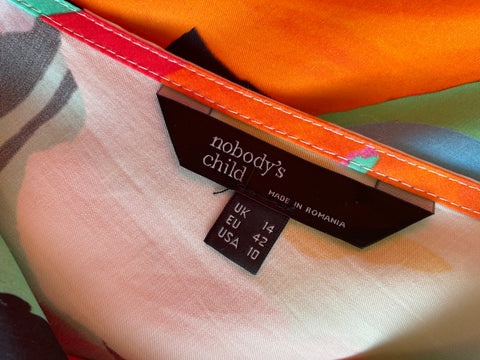 nobody's
child
MADE IN ROMANIA
UK 14
EU 42
USA 10